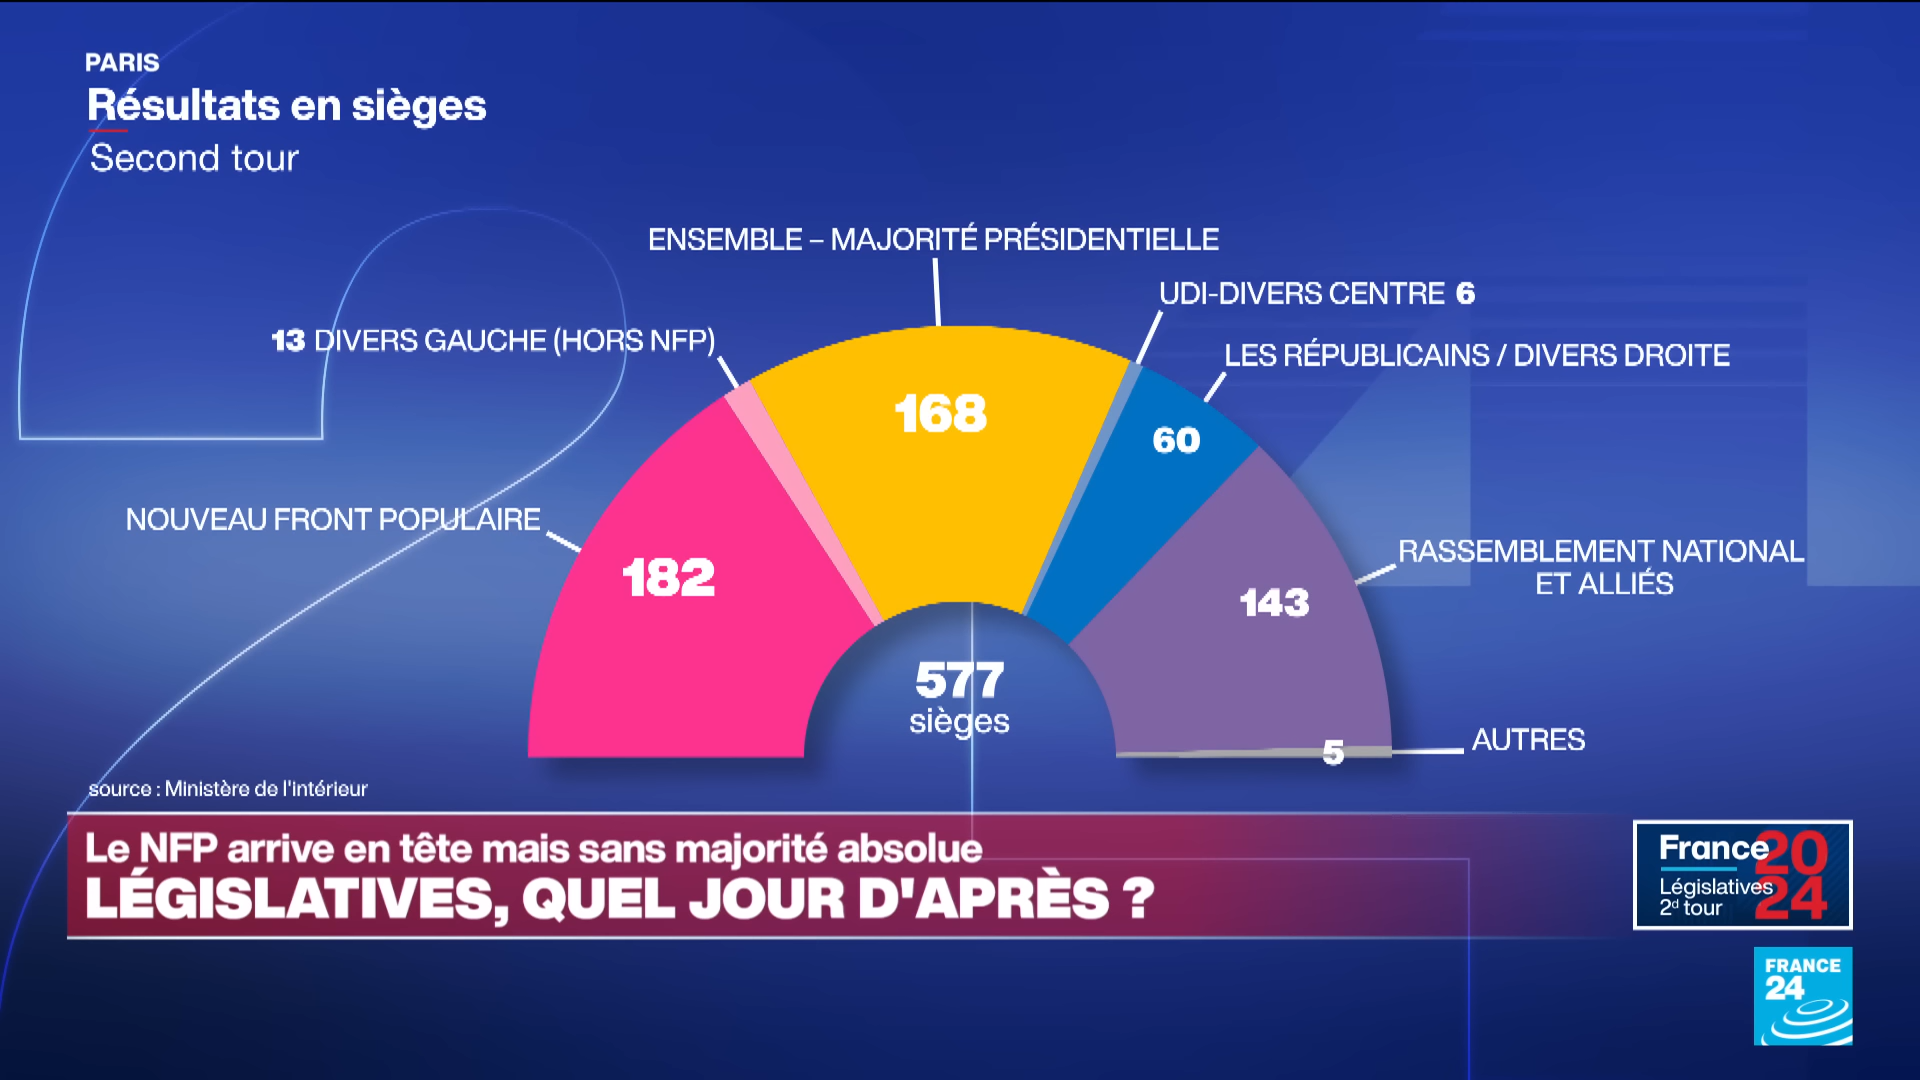 PARIS
Résultats en sièges
Second tour
ENSEMBLE – MAJORITÉ PRÉSIDENTIELLE
UDI-DIVERS CENTRE 6
13 DIVERS GAUCHE (HORS NFP)
LES RÉPUBLICAINS / DIVERS DROITE
168
60
NOUVEAU FRONT POPULAIRE
182
RASSEMBLEMENT NATIONAL
ET ALLIÉS
143
577
sièges
5
AUTRES
source : Ministère de l'intérieur
Le NFP arrive en tête mais sans majorité absolue
LÉGISLATIVES, QUEL JOUR D'APRÈS ?
France 20
Législatives 24
2d tour
FRANCE
24